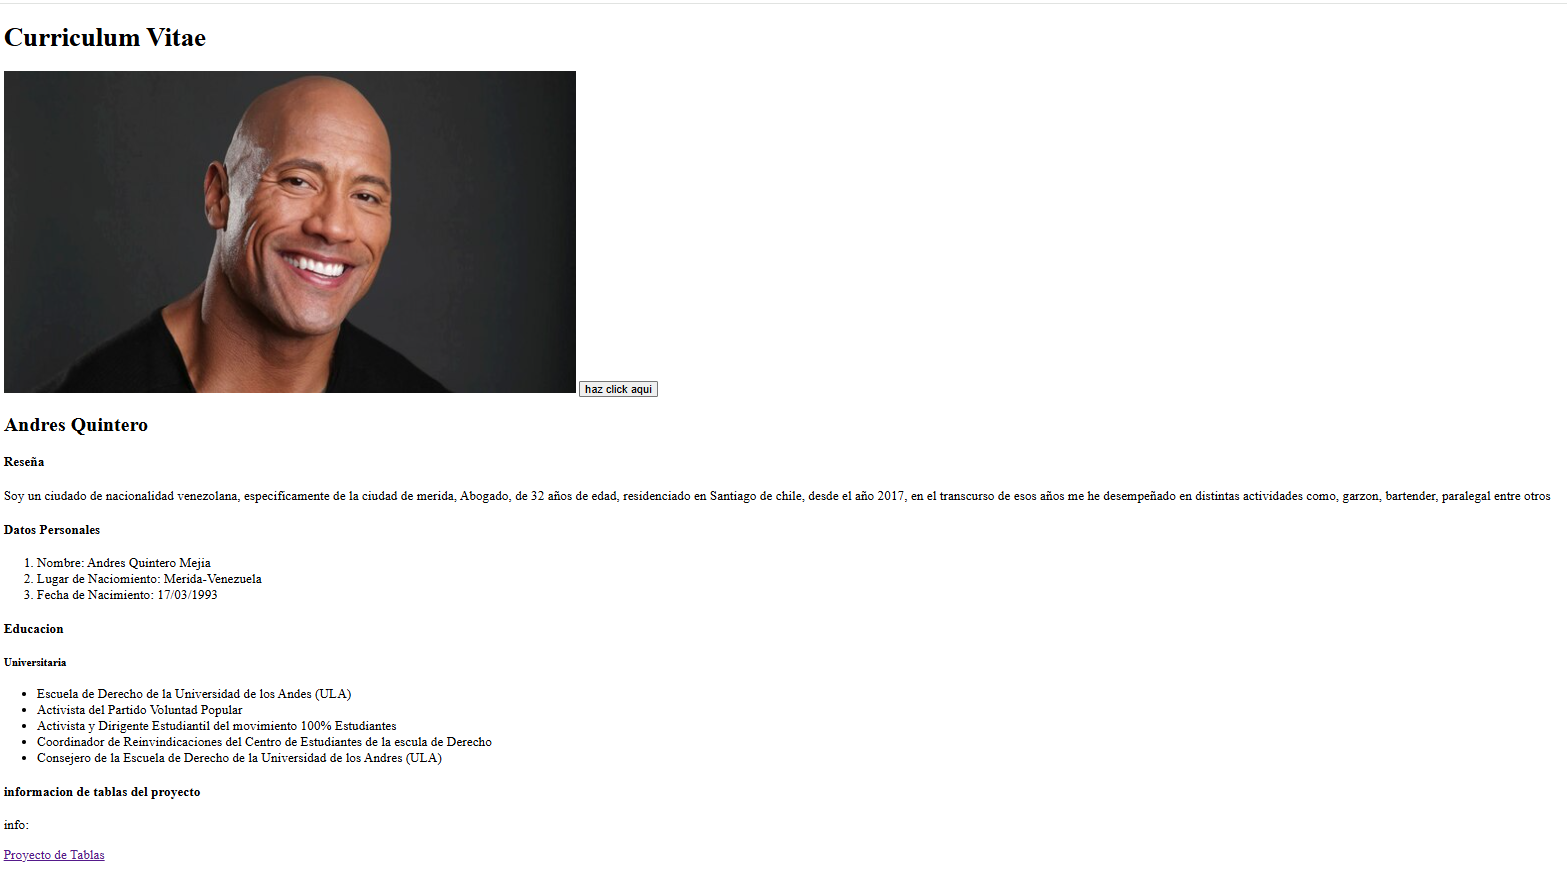 Curriculum Vitae
haz click aqui
Andres Quintero
Reseña
Soy un ciudado de nacionalidad venezolana, especificamente de la ciudad de merida, Abogado, de 32 años de edad, residenciado en Santiago de chile, desde el año 2017, en el transcurso de esos años me he desempeñado en distintas actividades como, garzon, bartender, paralegal entre otros
Datos Personales
1. Nombre: Andres Quintero Mejia
2. Lugar de Naciomiento: Merida-Venezuela
3. Fecha de Nacimiento: 17/03/1993
Educacion
Universitaria
• Escuela de Derecho de la Universidad de los Andes (ULA)
• Activista del Partido Voluntad Popular
• Activista y Dirigente Estudiantil del movimiento 100% Estudiantes
• Coordinador de Reinvindicaciones del Centro de Estudiantes de la escula de Derecho
• Consejero de la Escuela de Derecho de la Universidad de los Andres (ULA)
informacion de tablas del proyecto
info:
Proyecto de Tablas